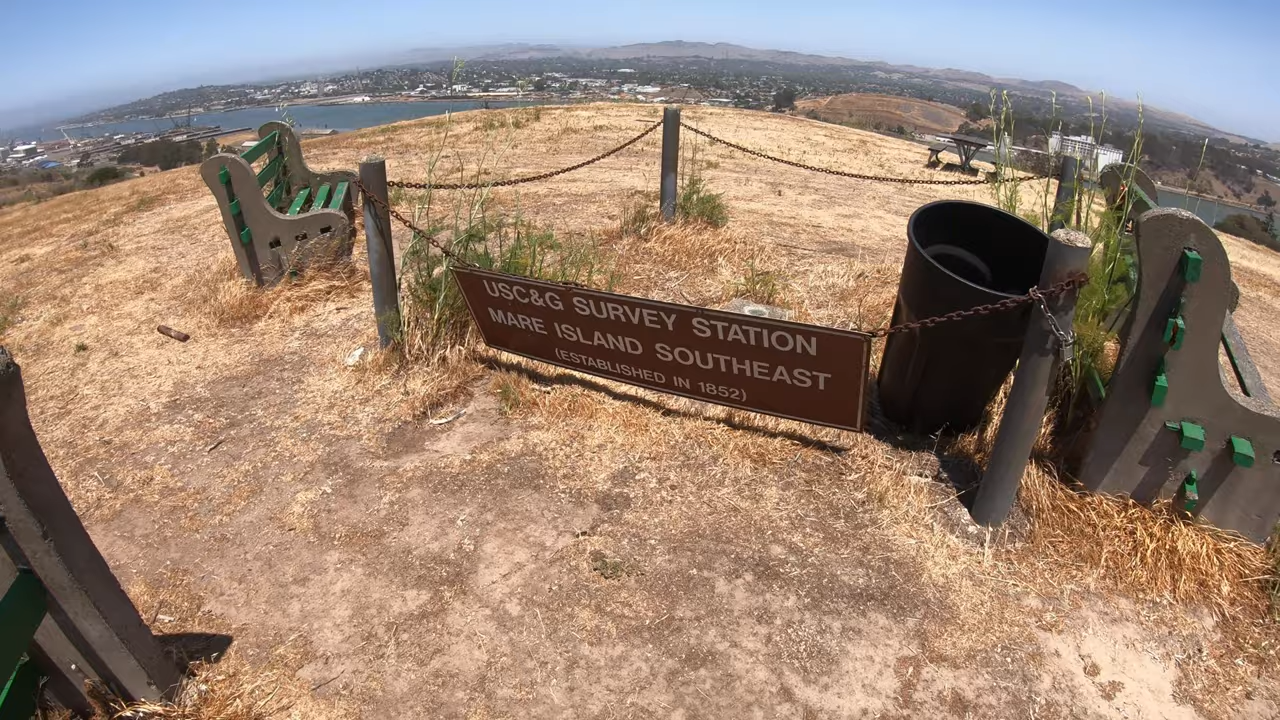 USC&G SURVEY STATION
MARE ISLAND SOUTHEAST
(ESTABLISHED IN 1852)